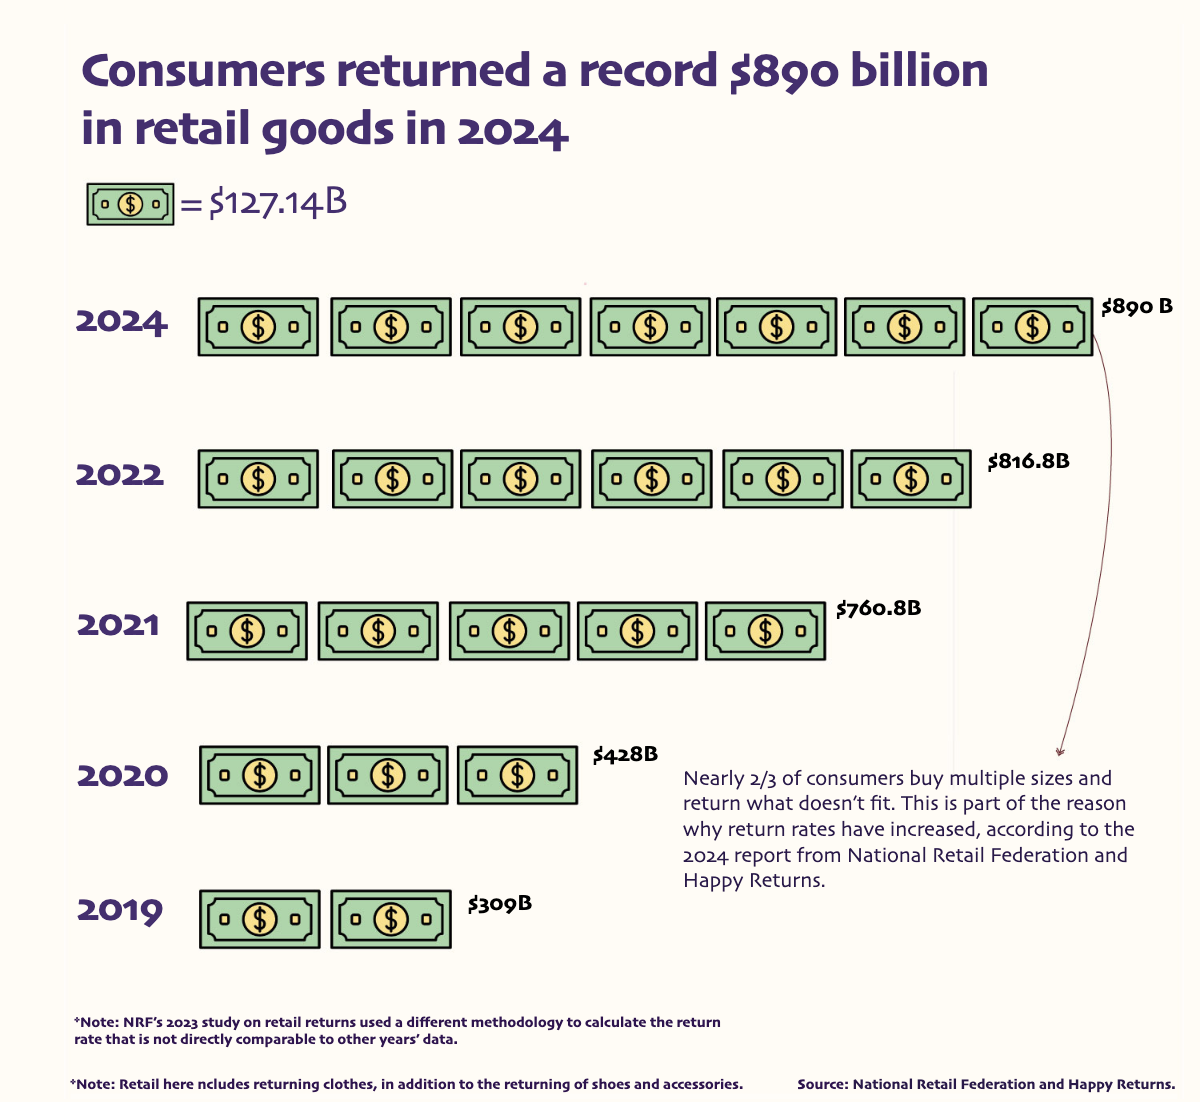 Consumers returned a record $890 billion
in retail goods in 2024
$ = $127.14B
2024 $ $ $ $ $ $ $ $890 B
2022 $ $ $ $ $ $ $816.8B
2021 $ $ $ $ $ $760.8B
2020 $ $ $ $428B
Nearly 2/3 of consumers buy multiple sizes and
return what doesn't fit. This is part of the reason
why return rates have increased, according to the
2024 report from National Retail Federation and
Happy Returns.
2019 $ $ $309B
*Note: NRF's 2023 study on retail returns used a different methodology to calculate the return
rate that is not directly comparable to other years' data.
*Note: Retail here ncludes returning clothes, in addition to the returning of shoes and accessories.
Source: National Retail Federation and Happy Returns.